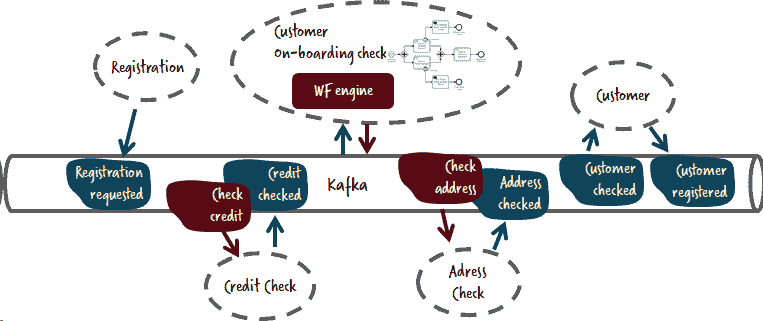 Customer
On-boarding check
WF engine
Registration
Customer
Registration
requested
Check
credit
Credit
checked
Kafka
Check
address
Address
checked
Customer
checked
Customer
registered
Credit Check
Adress
Check